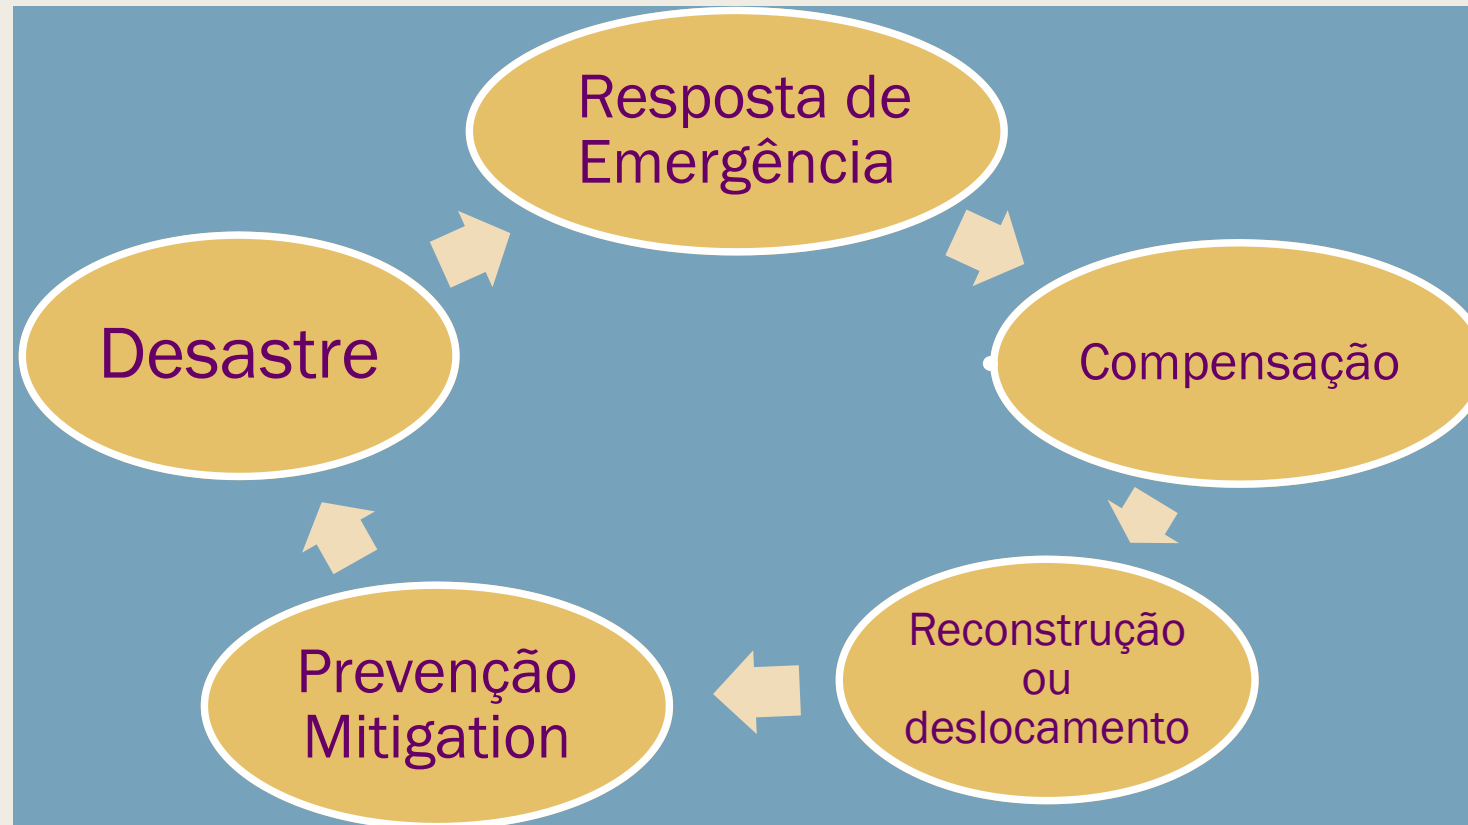 Resposta de
Emergência
Desastre
Compensação
Reconstrução
ou
deslocamento
Prevenção
Mitigation